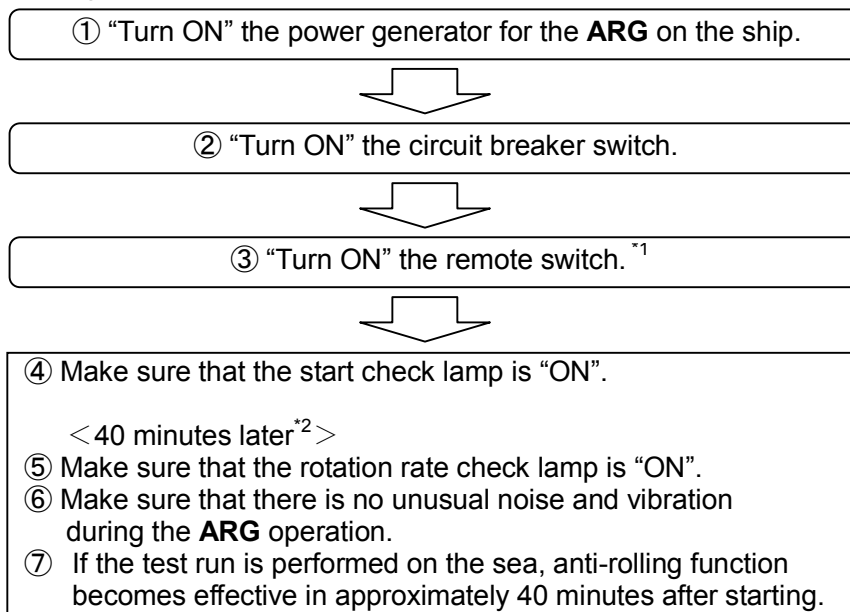 ① “Turn ON” the power generator for the ARG on the ship.
② “Turn ON” the circuit breaker switch.
③ “Turn ON” the remote switch. *1
④ Make sure that the start check lamp is “ON”.
＜40 minutes later*2＞
⑤ Make sure that the rotation rate check lamp is “ON”.
⑥ Make sure that there is no unusual noise and vibration
during the ARG operation.
⑦ If the test run is performed on the sea, anti-rolling function
becomes effective in approximately 40 minutes after starting.